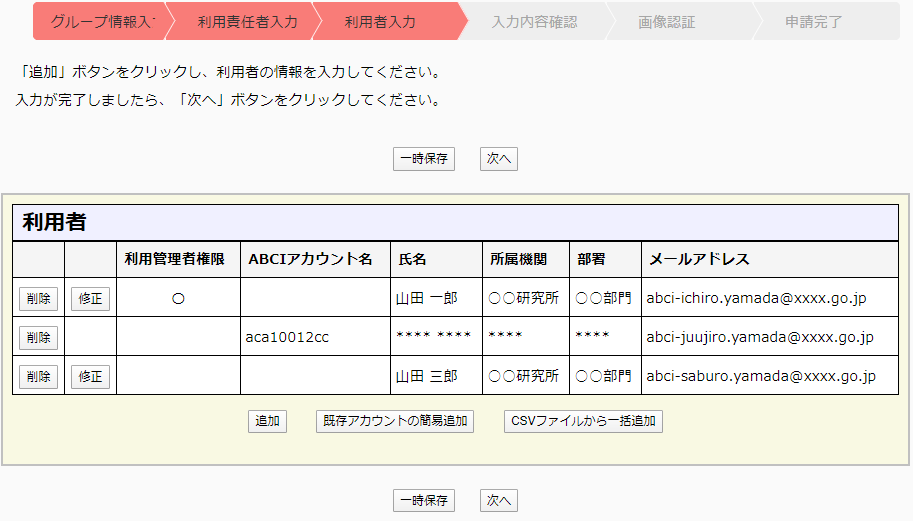 グループ情報入 利用責任者入力 利用者入力 入力内容確認 画像認証 申請完了
「追加」ボタンをクリックし、利用者の情報を入力してください。
入力が完了しましたら、「次へ」ボタンをクリックしてください。
一時保存 次へ
利用者
利用管理者権限 ABCIアカウント名 氏名 所属機関 部署 メールアドレス
削除 修正 〇 山田 一郎 〇〇研究所 〇〇部門 abci-ichiro.yamada@xxxx.go.jp
削除 aca10012cc **** **** **** **** abci-juujiro.yamada@xxxx.go.jp
削除 修正 山田 三郎 〇〇研究所 〇〇部門 abci-saburo.yamada@xxxx.go.jp
追加 既存アカウントの簡易追加 CSVファイルから一括追加
一時保存 次へ